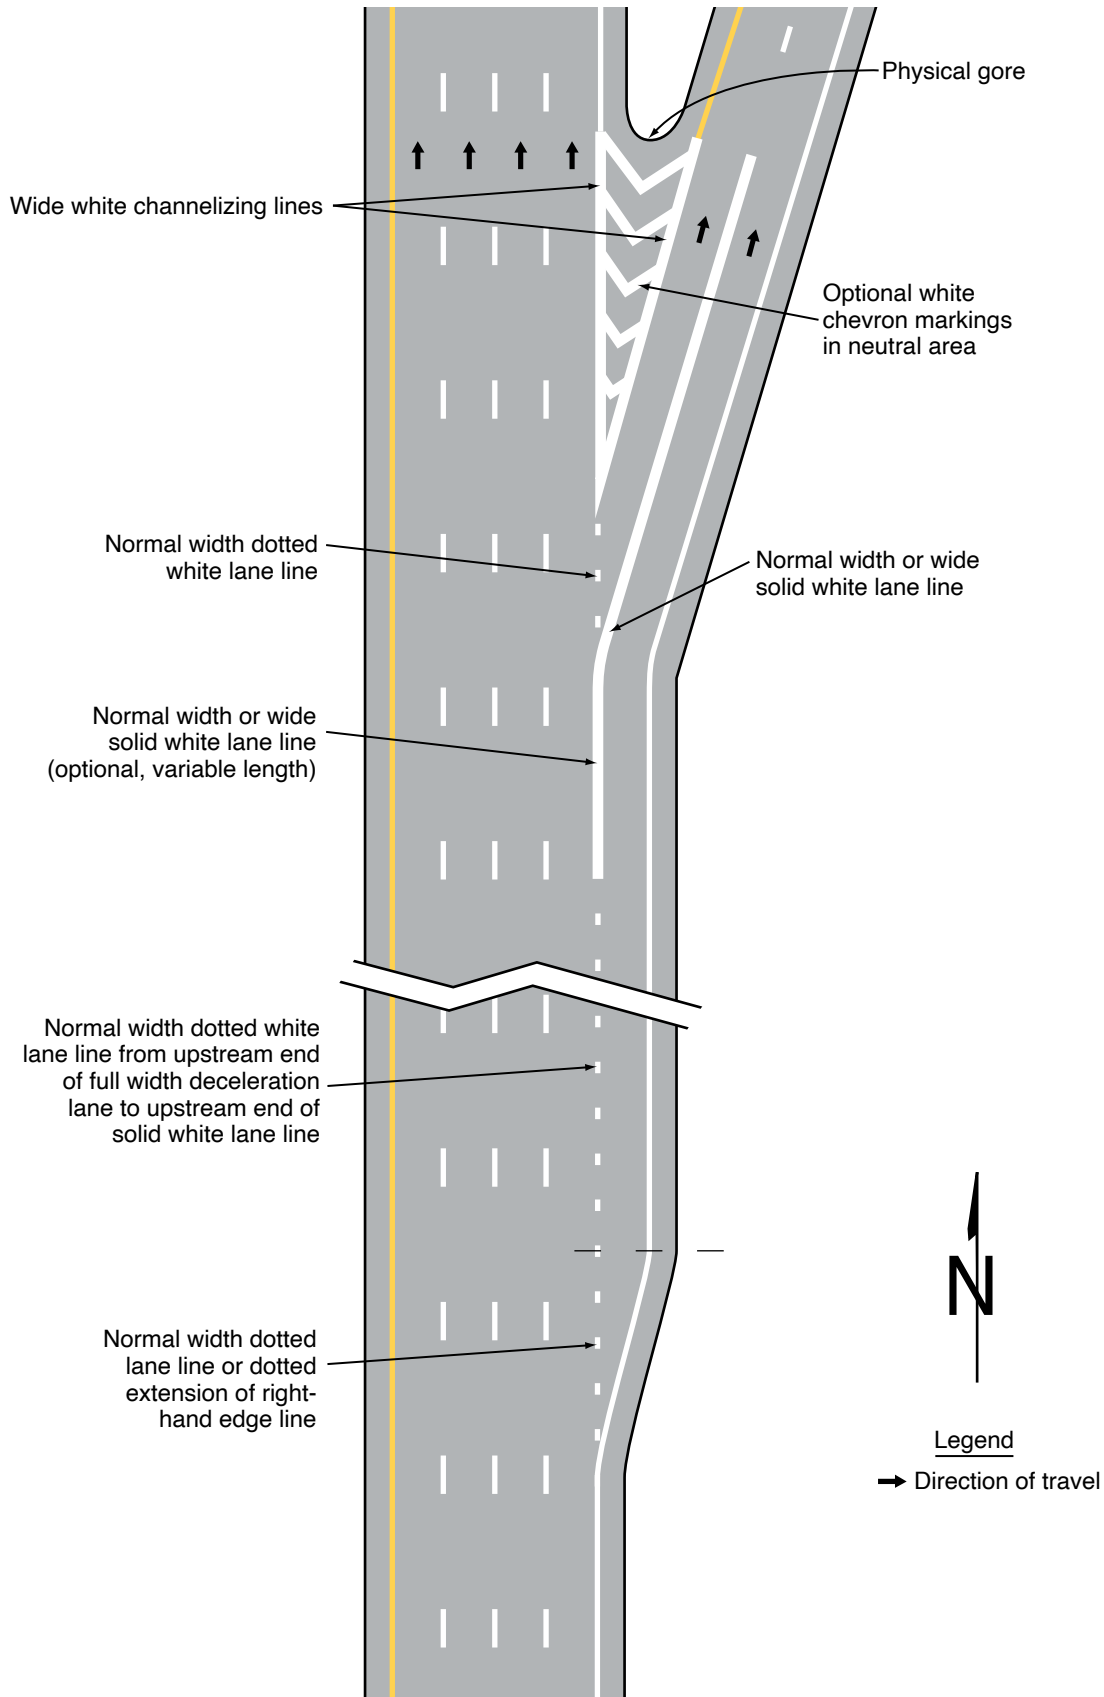 Physical gore
Wide white channelizing lines
Optional white
chevron markings
in neutral area
Normal width dotted
white lane line
Normal width or wide
solid white lane line
Normal width or wide
solid white lane line
(optional, variable length)
Normal width dotted white
lane line from upstream end
of full width deceleration
lane to upstream end of
solid white lane line
N
Normal width dotted
lane line or dotted
extension of right-
hand edge line
Legend
Direction of travel